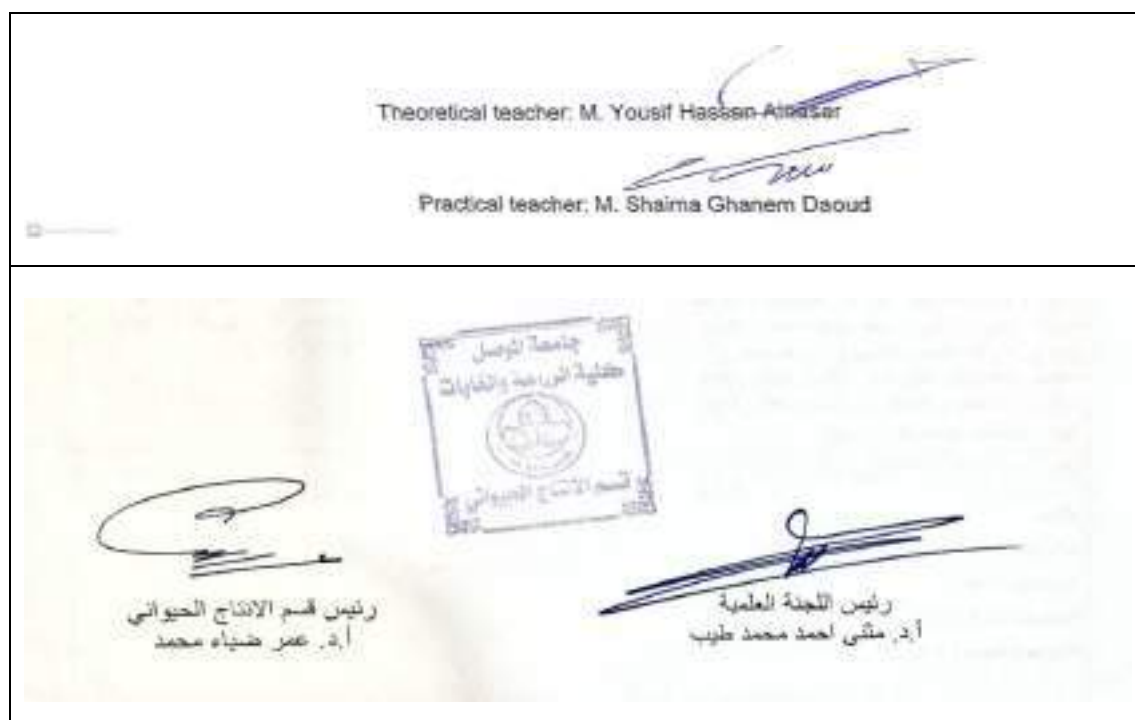 Theoretical teacher: M. Yousif Hassan Alnasar
Practical teacher: M. Shaima Ghanem Daoud
جامعة الموصل
كلية الزراعة والغابات
قسم الانتاج الحيواني
رئيس اللجنة العلمية
أ.د. مثنى احمد محمد طيب
رئيس قسم الانتاج الحيواني
أ.د. عمر ضياء محمد